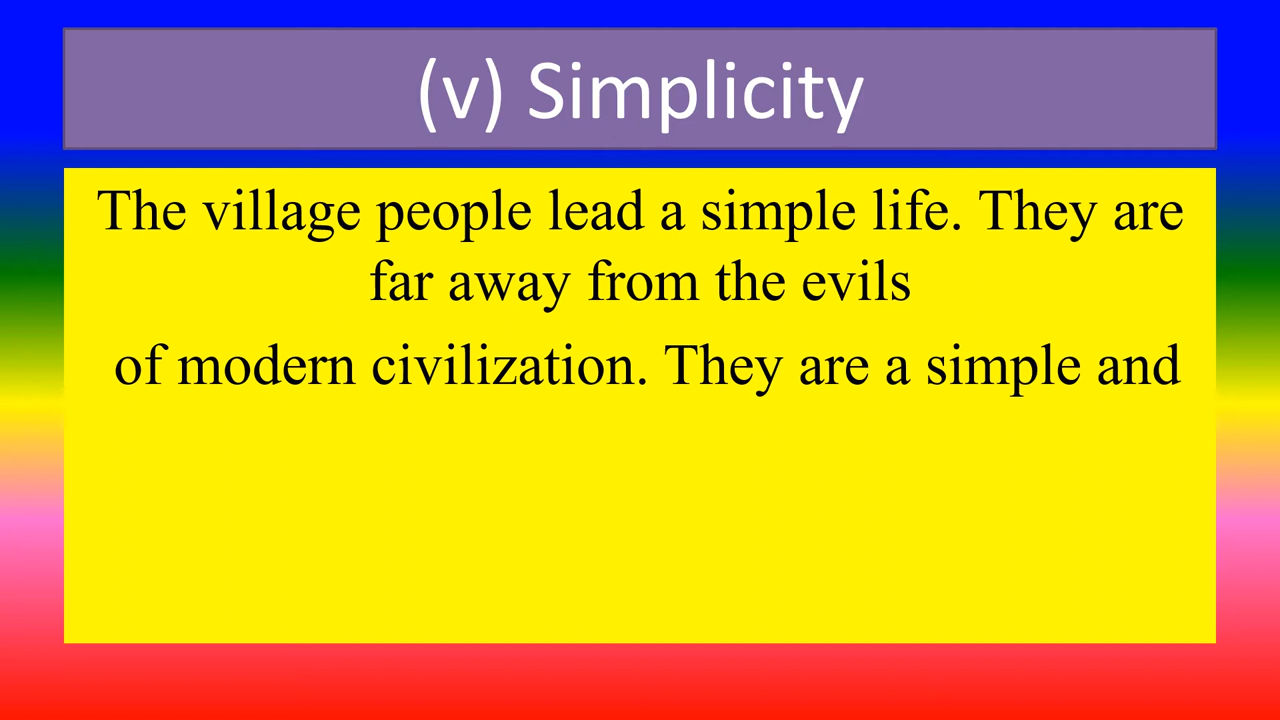 (v) Simplicity
The village people lead a simple life. They are
far away from the evils
of modern civilization. They are a simple and